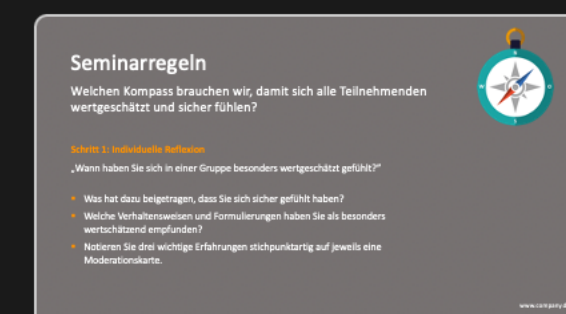 Seminarregeln
Welchen Kompass brauchen wir, damit sich alle Teilnehmenden
wertgeschätzt und sicher fühlen?
Schritt 1: Individuelle Reflexion
„Wann haben Sie sich in einer Gruppe besonders wertgeschätzt gefühlt?"
Was hat dazu beigetragen, dass Sie sich sicher gefühlt haben?
Welche Verhaltensweisen und Formulierungen haben Sie als besonders
wertschätzend empfunden?
Notieren Sie drei wichtige Erfahrungen stichpunktartig auf jeweils eine
Moderationskarte.